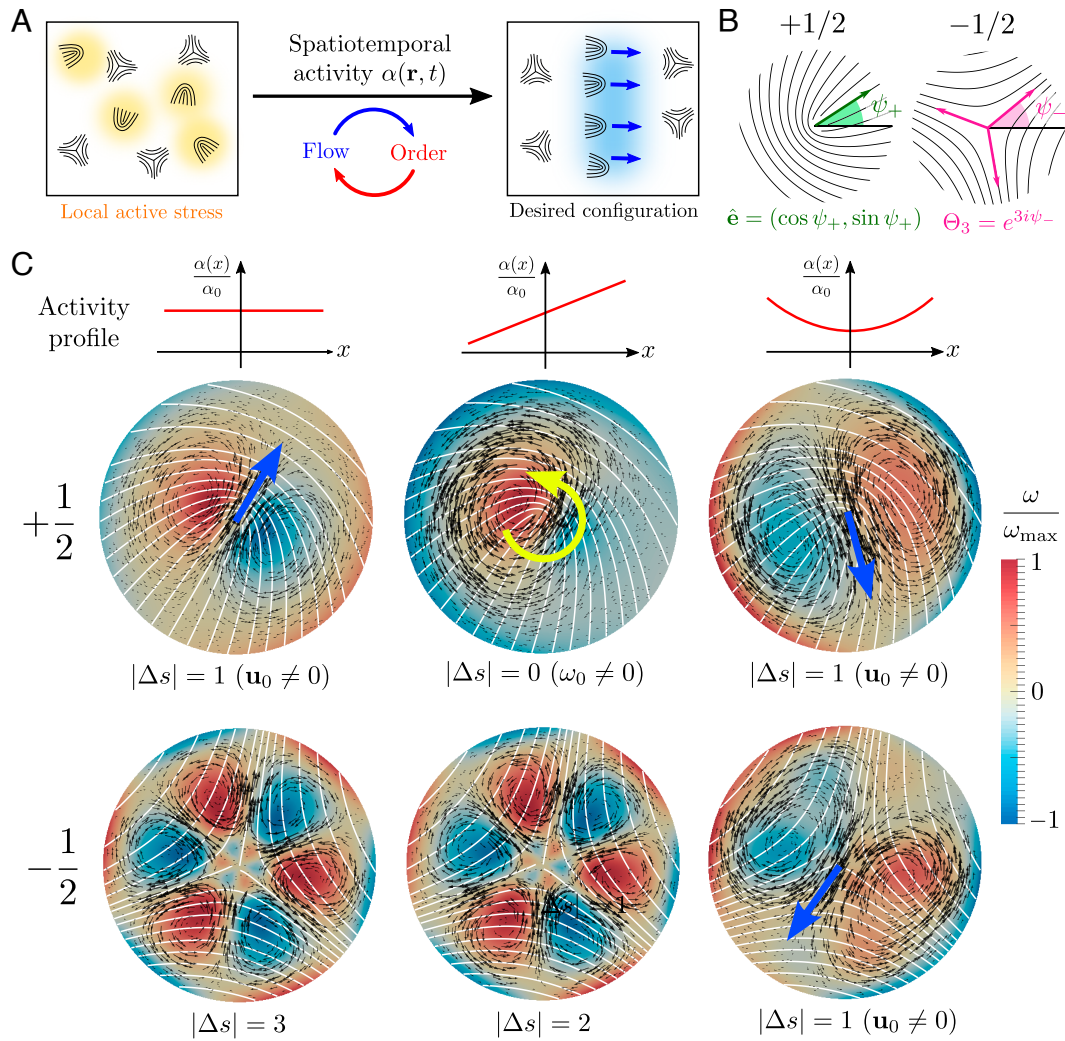 A
Spatiotemporal
activity α(r, t)
Flow
Order
Local active stress
Desired configuration
B
+1/2
−1/2
ψ₊
ψ₋
ê = (cos ψ₊, sin ψ₊)
Θ₃ = e^{3iψ₋}
C
Activity
profile
α(x)/α₀
x
α(x)/α₀
x
α(x)/α₀
x
+1/2
|Δs| = 1 (u₀ ≠ 0)
|Δs| = 0 (ω₀ ≠ 0)
|Δs| = 1 (u₀ ≠ 0)
ω/ω_max
1
0
−1
−1/2
|Δs| = 3
|Δs| = 2
|Δs| = 1 (u₀ ≠ 0)